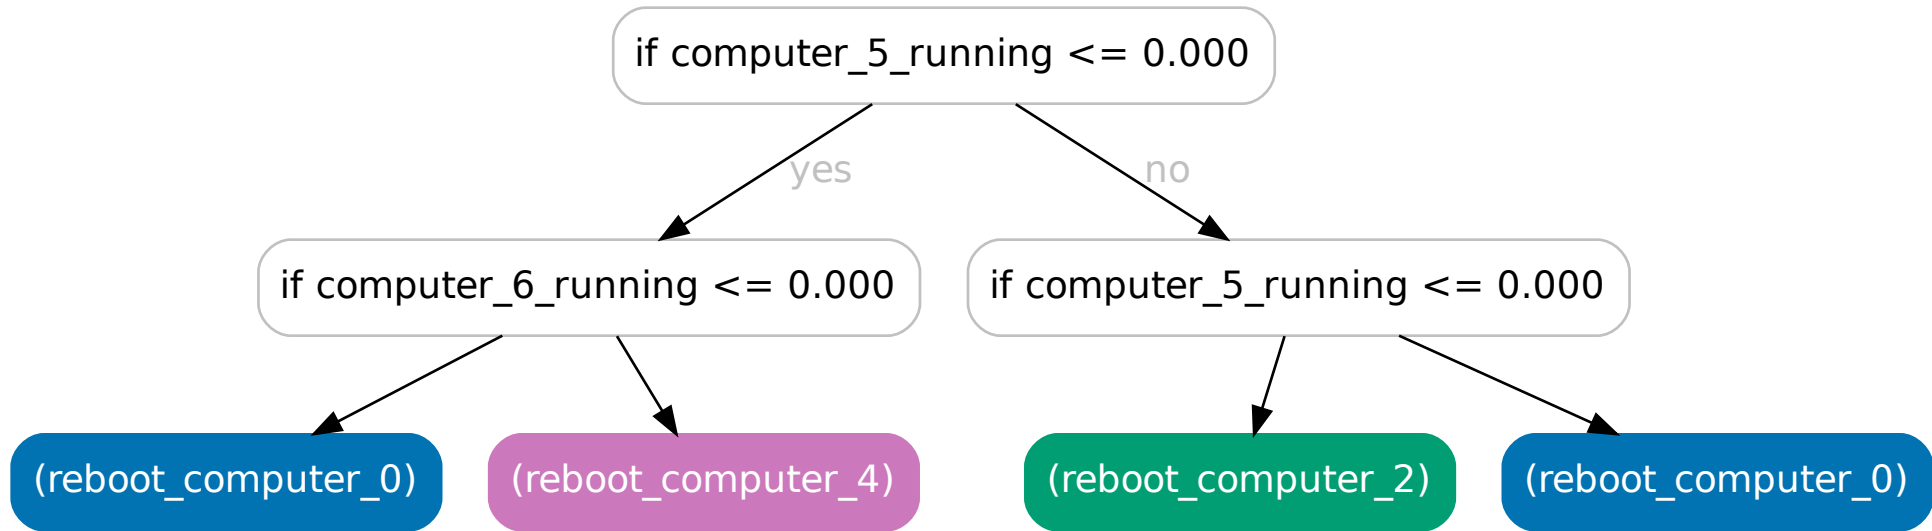 if computer_5_running <= 0.000
yes
no
if computer_6_running <= 0.000
if computer_5_running <= 0.000
(reboot_computer_0)
(reboot_computer_4)
(reboot_computer_2)
(reboot_computer_0)